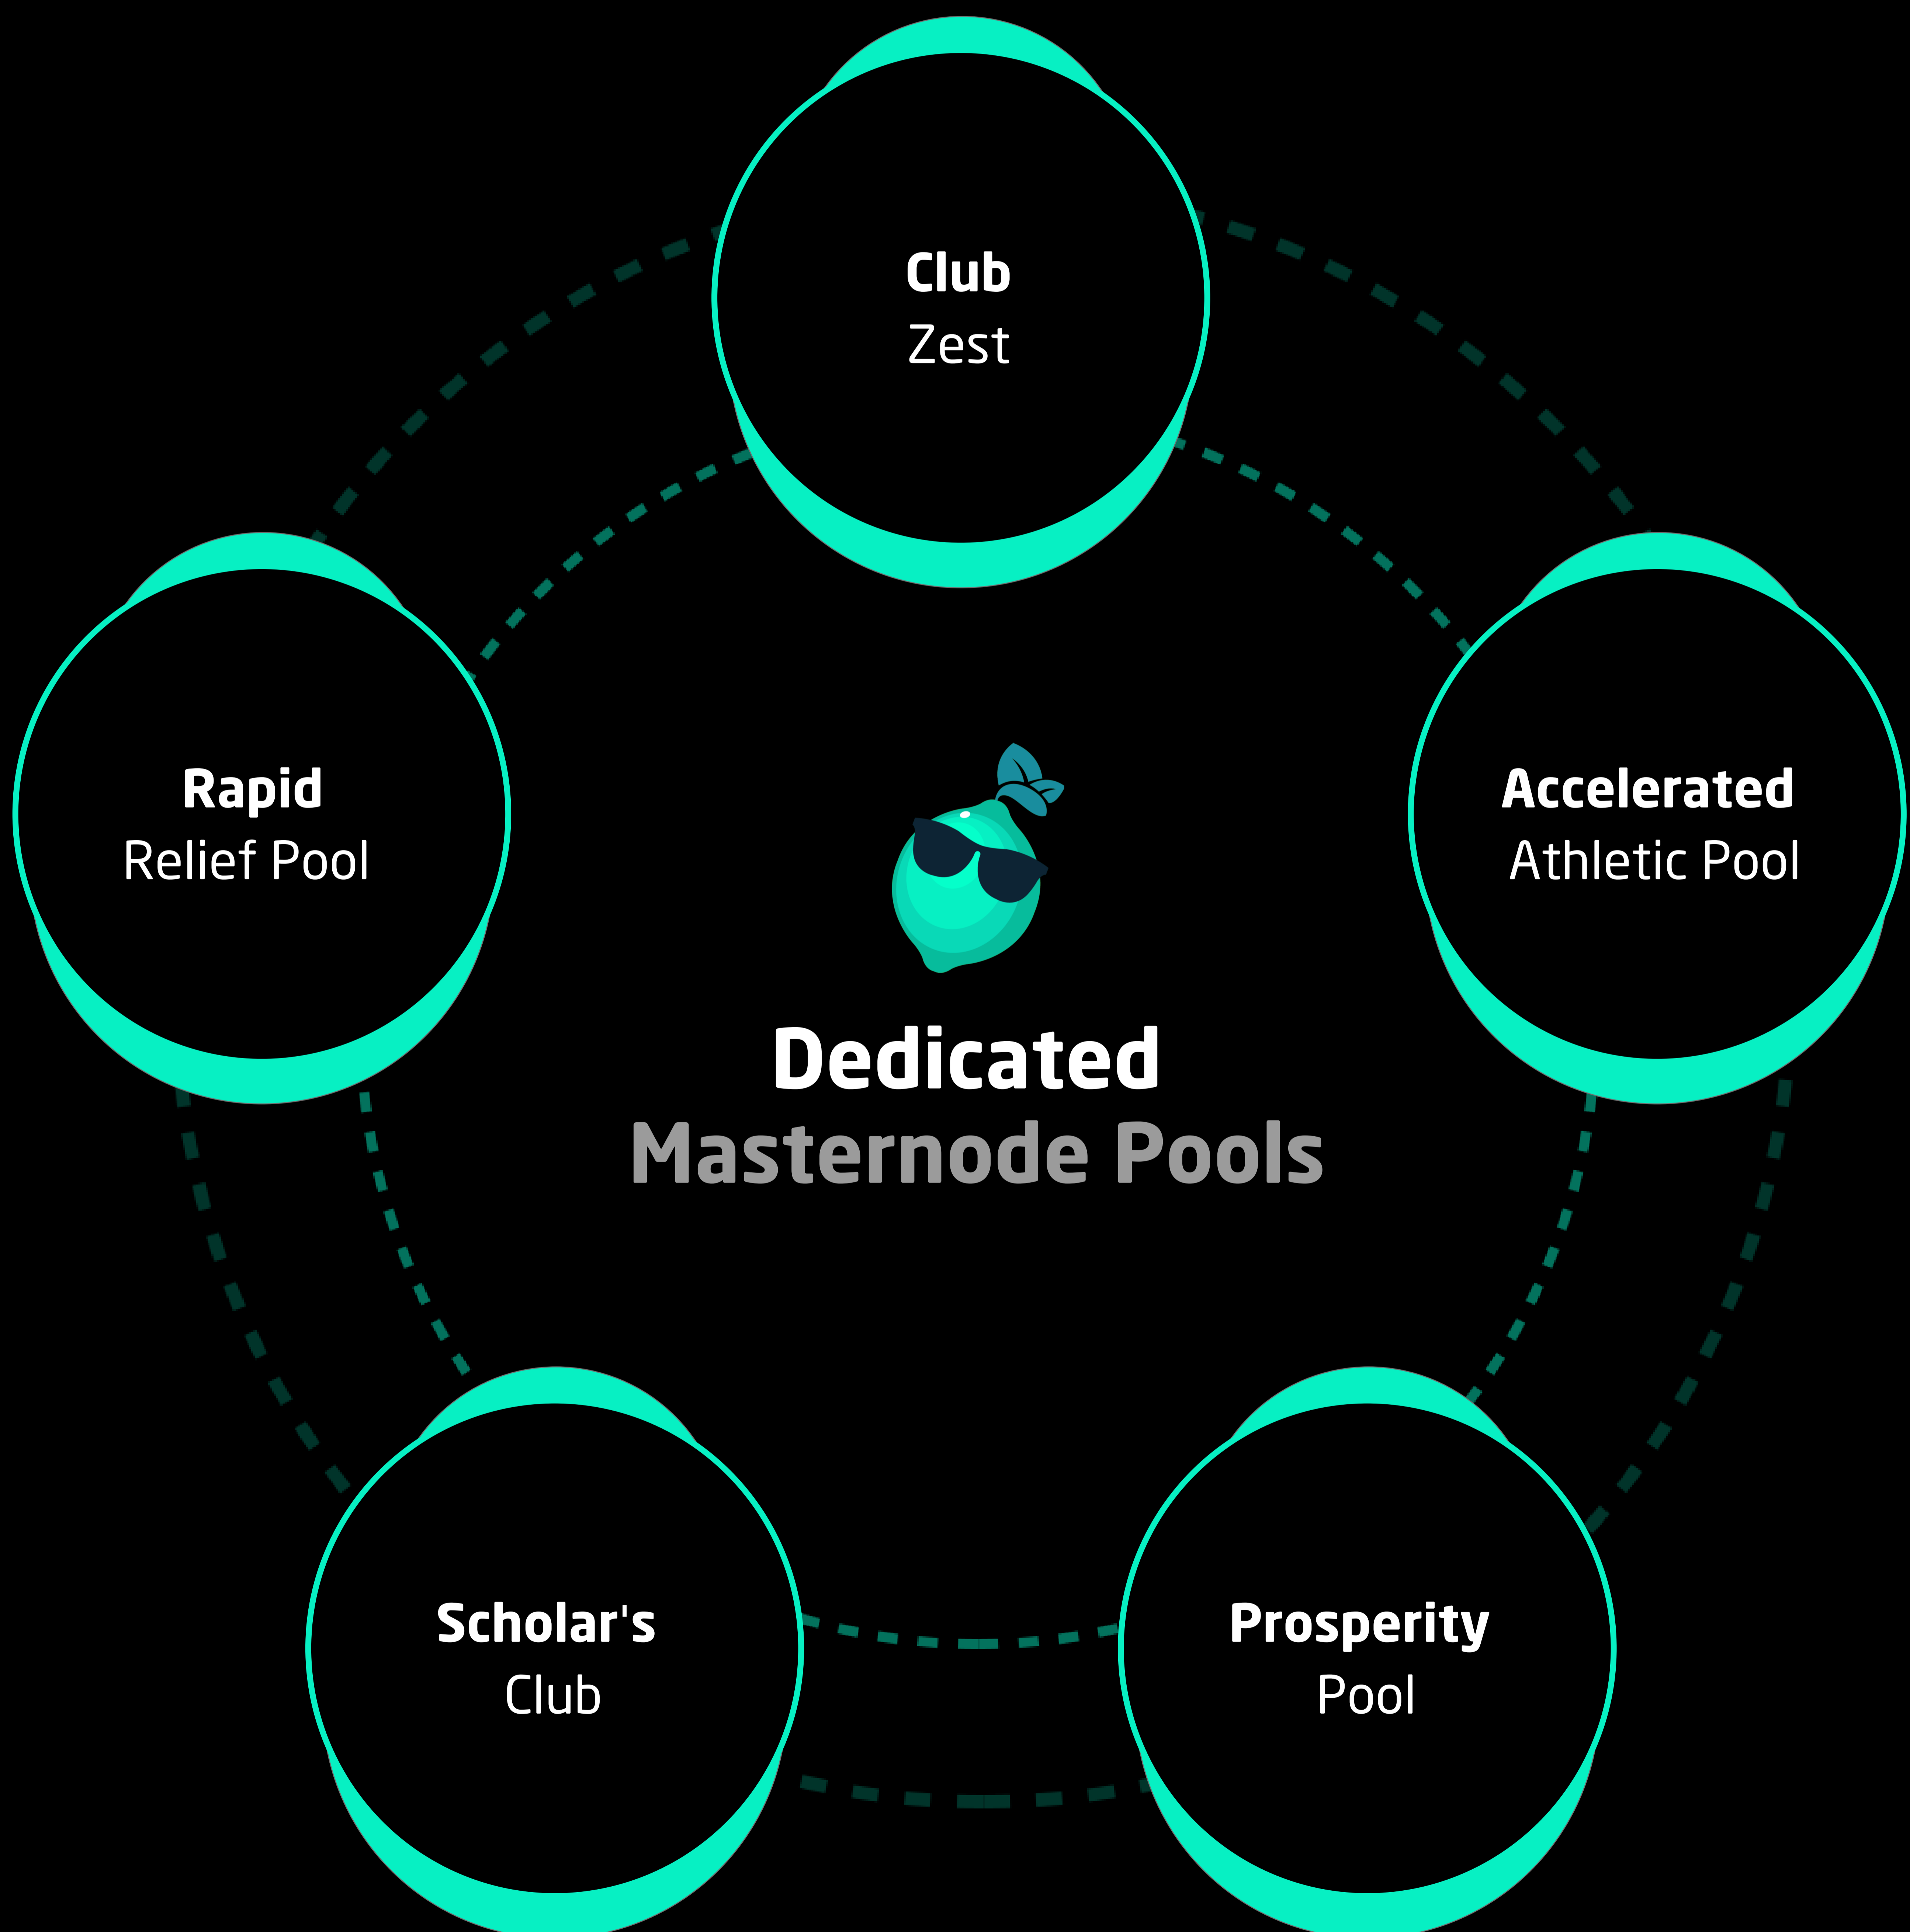 Club
Zest
Rapid
Relief Pool
Accelerated
Athletic Pool
Dedicated
Masternode Pools
Scholar's
Club
Prosperity
Pool